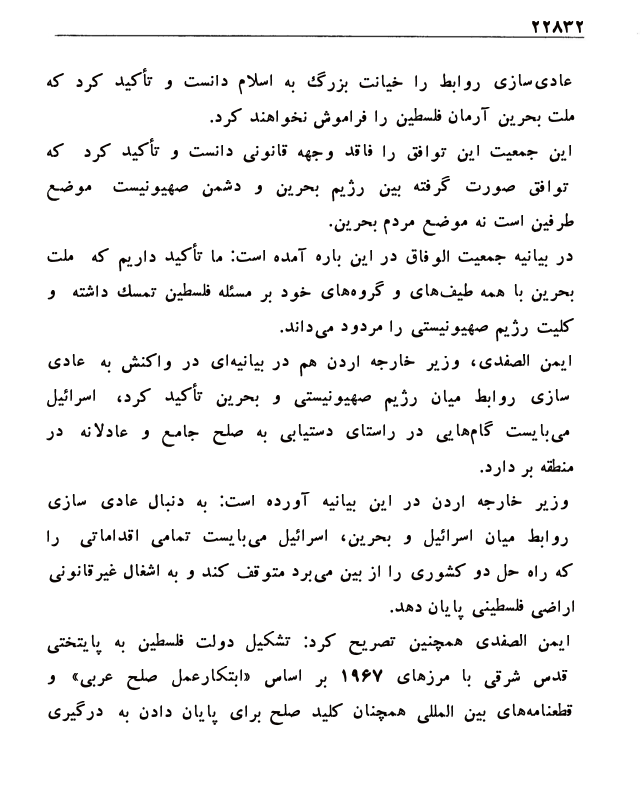 ۲۲۸۳۲
عادی‌سازی روابط را خیانت بزرگ به اسلام دانست و تأکید کرد که
ملت بحرین آرمان فلسطین را فراموش نخواهند کرد.
این جمعیت این توافق را فاقد وجهه قانونی دانست و تأکید کرد که
توافق صورت گرفته بین رژیم بحرین و دشمن صهیونیست موضع
طرفین است نه موضع مردم بحرین.
در بیانیه جمعیت الوفاق در این باره آمده است: ما تأکید داریم که ملت
بحرین با همه طیف‌های و گروه‌های خود بر مسئله فلسطین تمسك داشته و
کلیت رژیم صهیونیستی را مردود می‌داند.
ایمن الصفدی، وزیر خارجه اردن هم در بیانیه‌ای در واکنش به عادی
سازی روابط میان رژیم صهیونیستی و بحرین تأکید کرد، اسرائیل
می‌بایست گام‌هایی در راستای دستیابی به صلح جامع و عادلانه در
منطقه بر دارد.
وزیر خارجه اردن در این بیانیه آورده است: به دنبال عادی سازی
روابط میان اسرائیل و بحرین، اسرائیل می‌بایست تمامی اقداماتی را
که راه حل دو کشوری را از بین می‌برد متوقف کند و به اشغال غیرقانونی
اراضی فلسطینی پایان دهد.
ایمن الصفدی همچنین تصریح کرد: تشکیل دولت فلسطین به پایتختی
قدس شرقی با مرزهای ۱۹۶۷ بر اساس «ابتکارعمل صلح عربی» و
قطعنامه‌های بین المللی همچنان کلید صلح برای پایان دادن به درگیری